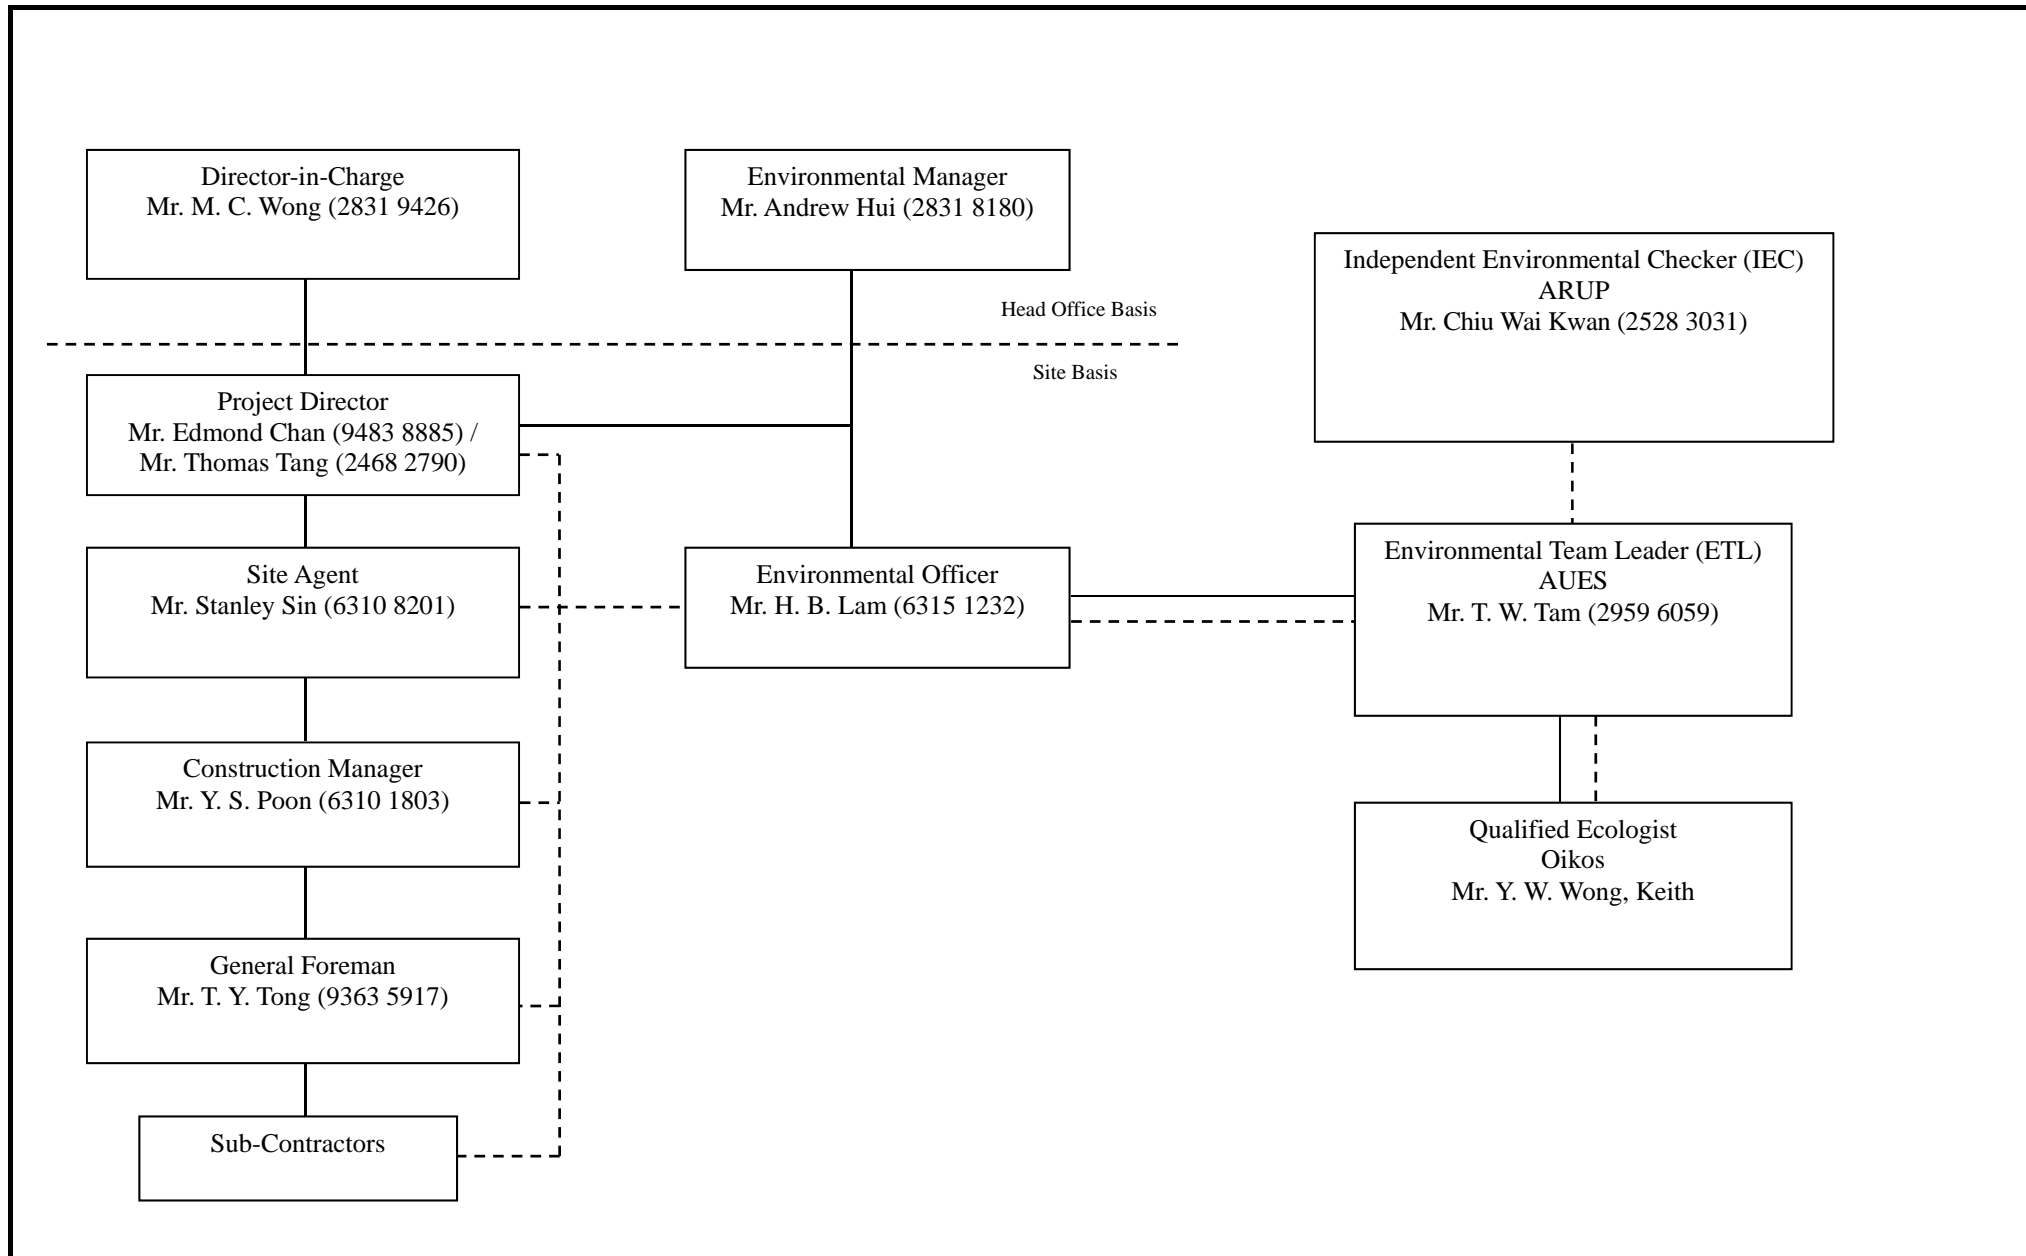 Director-in-Charge
Mr. M. C. Wong (2831 9426)
Environmental Manager
Mr. Andrew Hui (2831 8180)
Independent Environmental Checker (IEC)
ARUP
Mr. Chiu Wai Kwan (2528 3031)
Head Office Basis
Site Basis
Project Director
Mr. Edmond Chan (9483 8885) /
Mr. Thomas Tang (2468 2790)
Site Agent
Mr. Stanley Sin (6310 8201)
Environmental Officer
Mr. H. B. Lam (6315 1232)
Environmental Team Leader (ETL)
AUES
Mr. T. W. Tam (2959 6059)
Construction Manager
Mr. Y. S. Poon (6310 1803)
Qualified Ecologist
Oikos
Mr. Y. W. Wong, Keith
General Foreman
Mr. T. Y. Tong (9363 5917)
Sub-Contractors